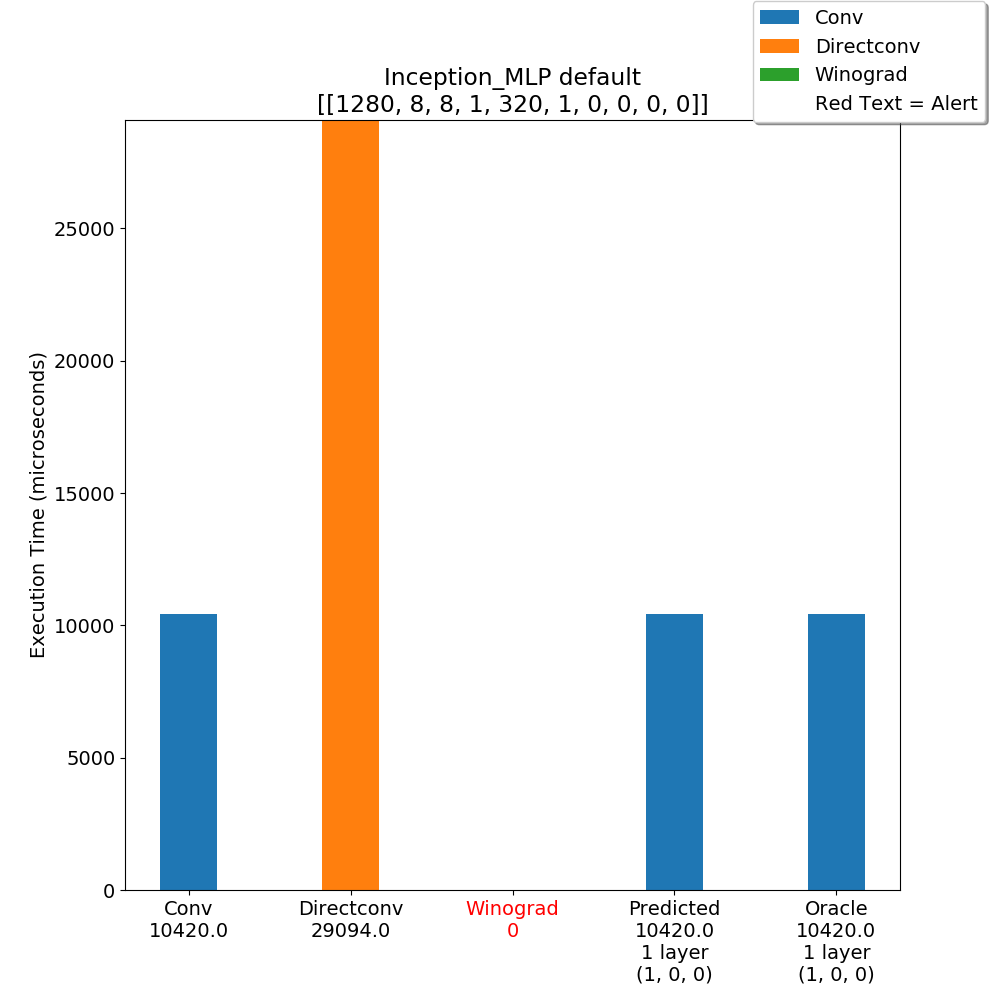 Conv
Directconv
Winograd
Red Text = Alert
Inception_MLP default
[[1280, 8, 8, 1, 320, 1, 0, 0, 0, 0]]
Execution Time (microseconds)
25000
20000
15000
10000
5000
0
Conv
10420.0
Directconv
29094.0
Winograd
0
Predicted
10420.0
1 layer
(1, 0, 0)
Oracle
10420.0
1 layer
(1, 0, 0)